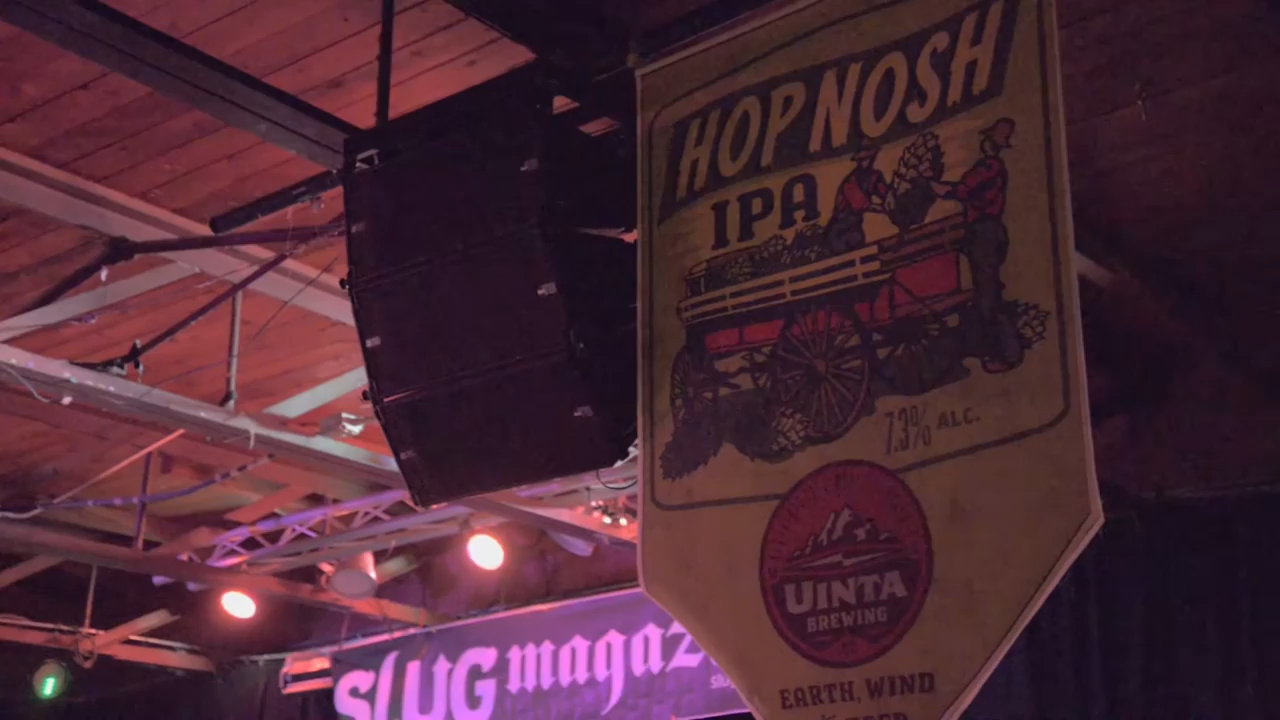 HOP NOSH
IPA
7.3% ALC.
UINTA
BREWING
EARTH, WIND
SLUG magaz